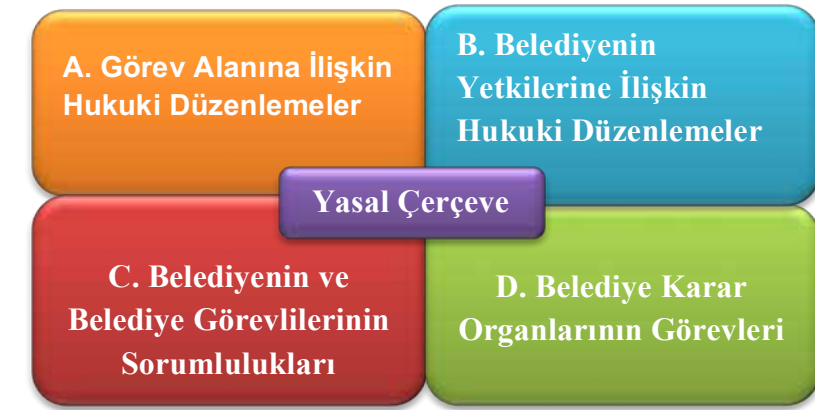 A. Görev Alanına İlişkin
Hukuki Düzenlemeler
B. Belediyenin
Yetkilerine İlişkin
Hukuki Düzenlemeler
Yasal Çerçeve
C. Belediyenin ve
Belediye Görevlilerinin
Sorumlulukları
D. Belediye Karar
Organlarının Görevleri